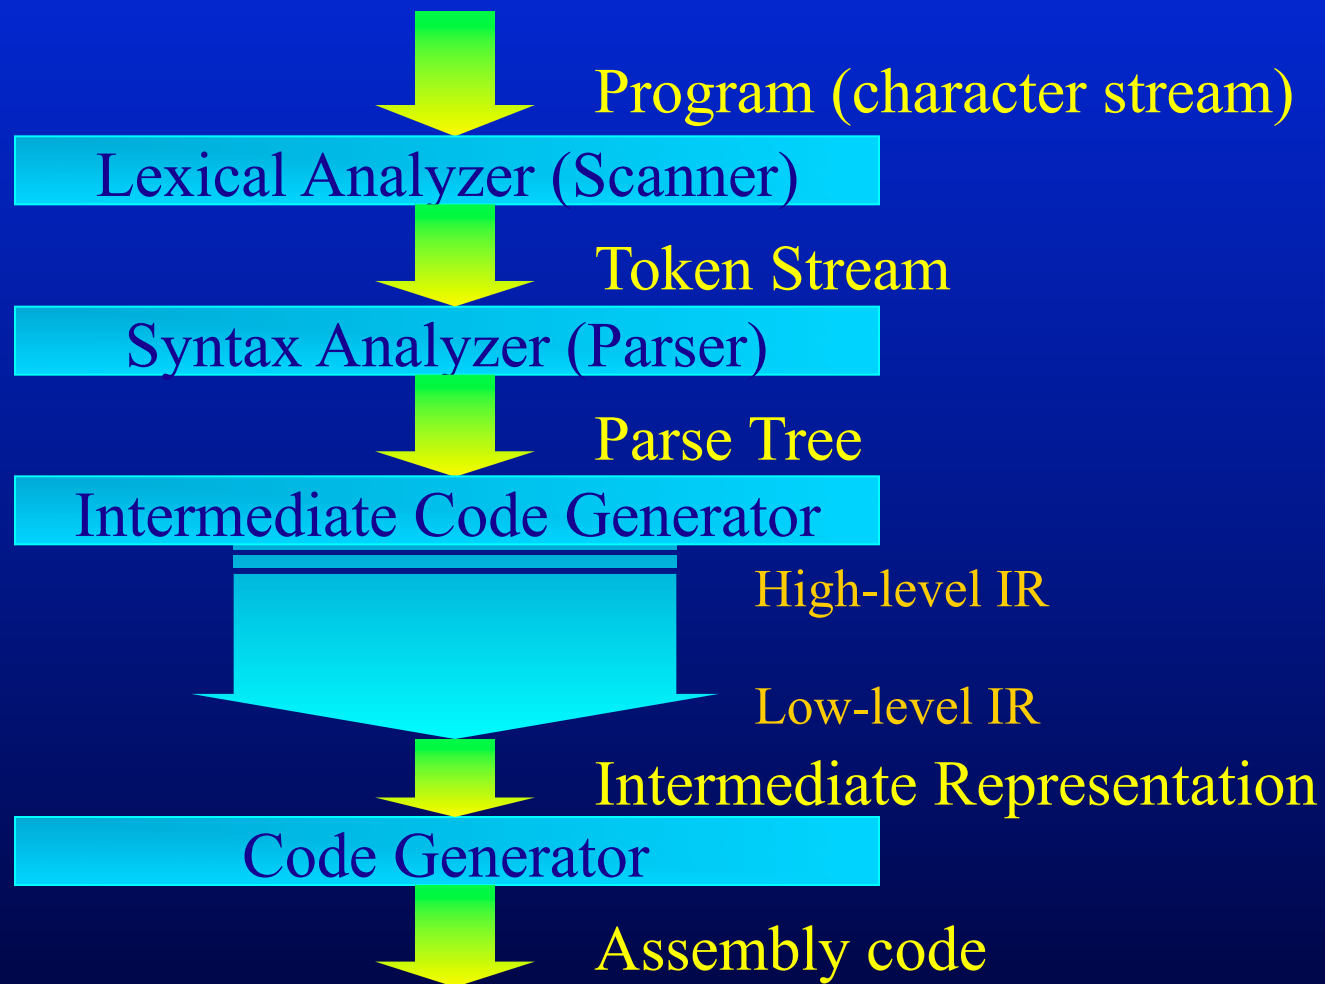 Program (character stream)
Lexical Analyzer (Scanner)
Token Stream
Syntax Analyzer (Parser)
Parse Tree
Intermediate Code Generator
High-level IR
Low-level IR
Intermediate Representation
Code Generator
Assembly code